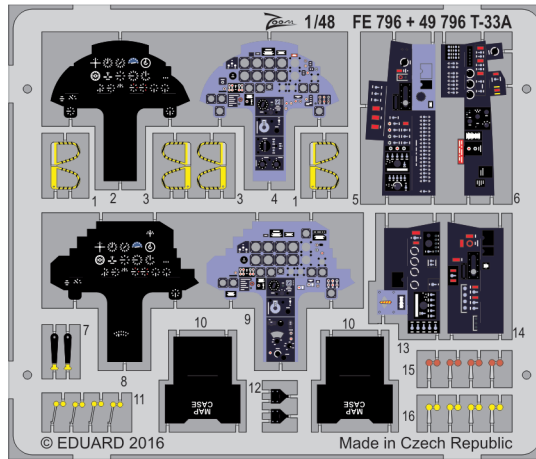 Zoom 1/48 FE 796 + 49 796 T-33A
1 2 3 3 4 1 5 6
7 8 9 10 10 11 12 13 14
15
16
MAP CASE
MAP CASE
© EDUARD 2016 Made in Czech Republic